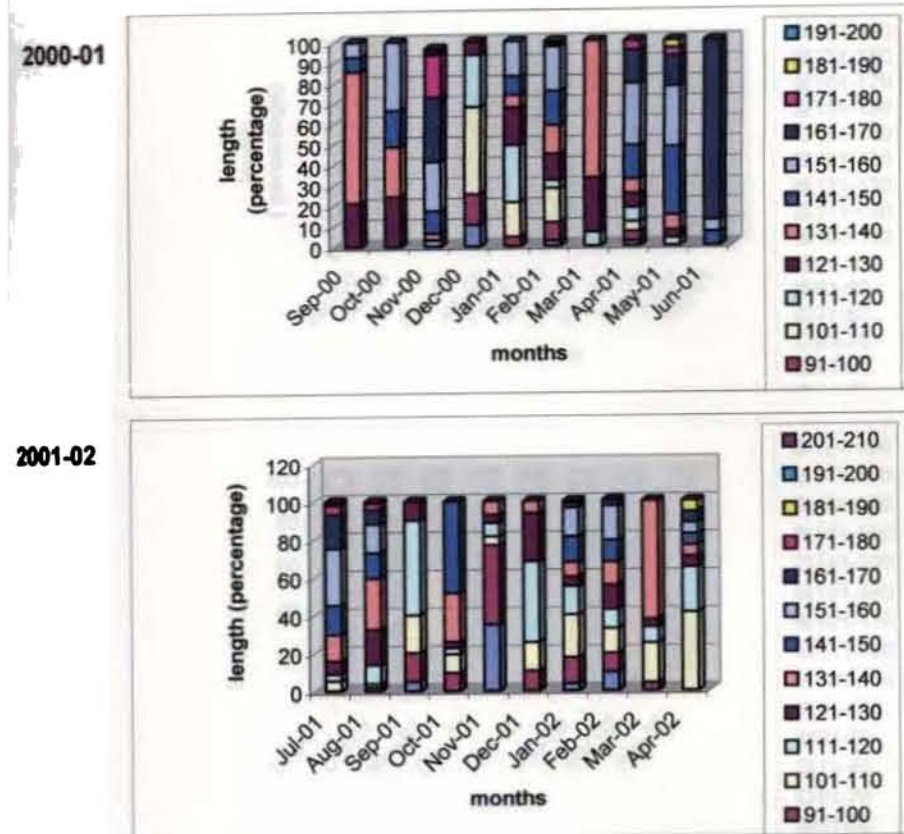 2000-01
length
(percentage)
100
90
80
70
60
50
40
30
20
10
0
Sep-00
Oct-00
Nov-00
Dec-00
Jan-01
Feb-01
Mar-01
Apr-01
May-01
Jun-01
months
191-200
181-190
171-180
161-170
151-160
141-150
131-140
121-130
111-120
101-110
91-100
2001-02
length (percentage)
120
100
80
60
40
20
0
Jul-01
Aug-01
Sep-01
Oct-01
Nov-01
Dec-01
Jan-02
Feb-02
Mar-02
Apr-02
months
201-210
191-200
181-190
171-180
161-170
151-160
141-150
131-140
121-130
111-120
101-110
91-100